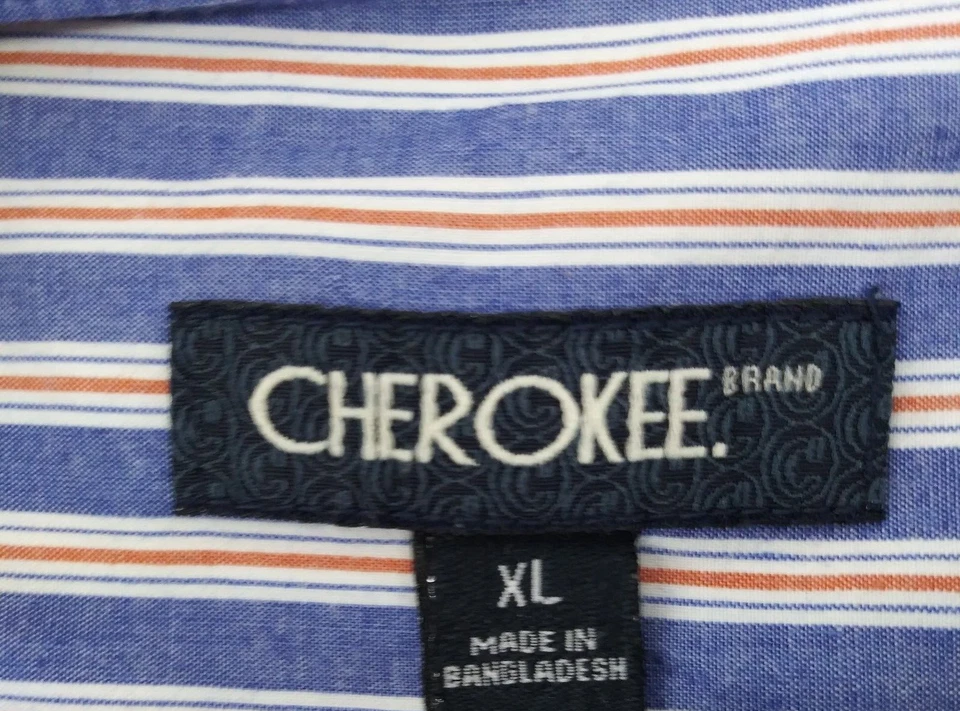 CHEROKEE. BRAND
XL
MADE IN
BANGLADESH